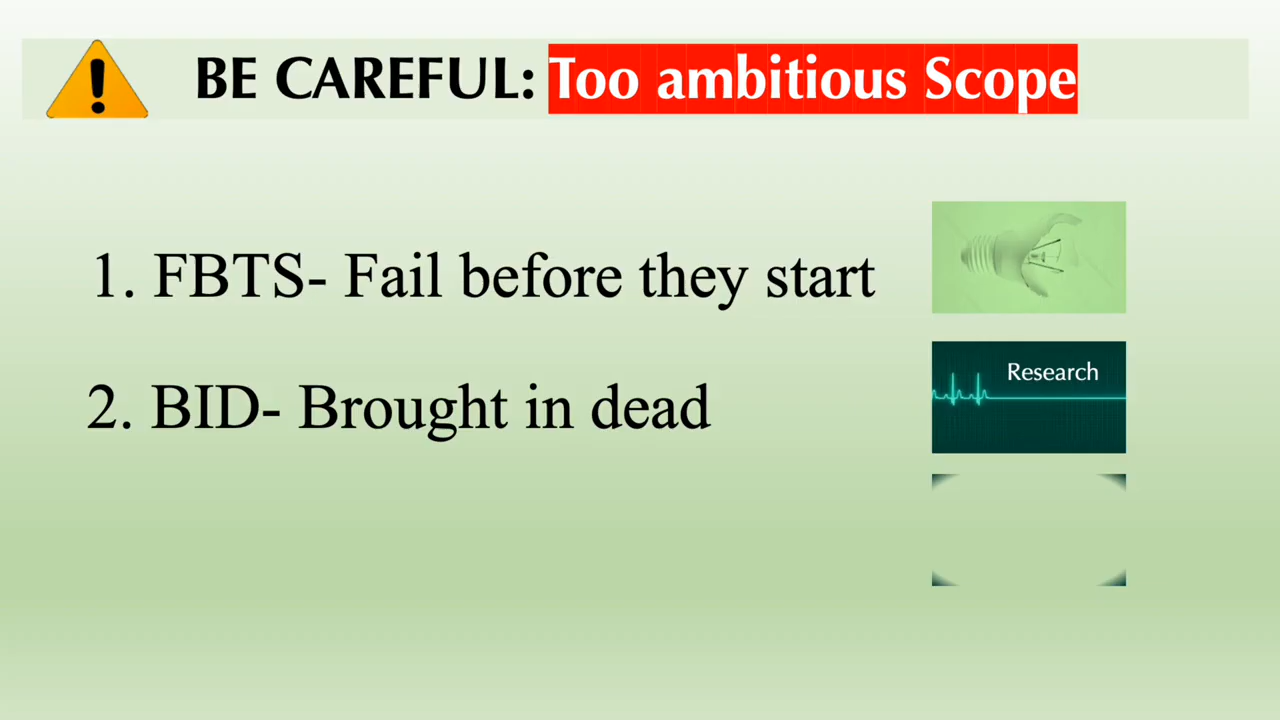 BE CAREFUL: Too ambitious Scope
1. FBTS- Fail before they start
Research
2. BID- Brought in dead